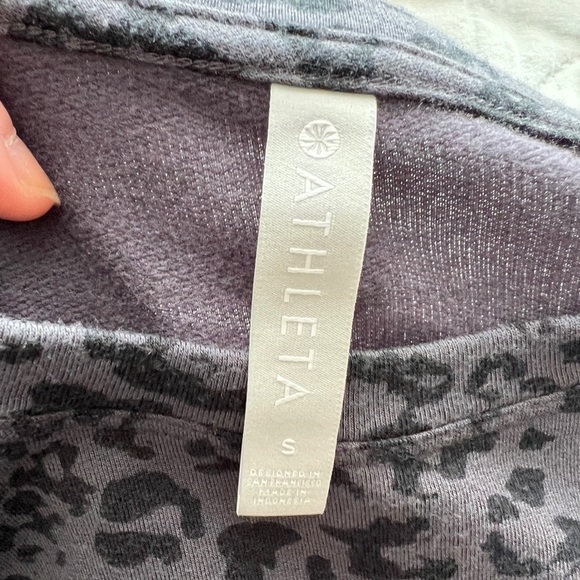 ATHLETA
S
DESIGNED IN
SAN FRANCISCO
MADE IN
INDONESIA